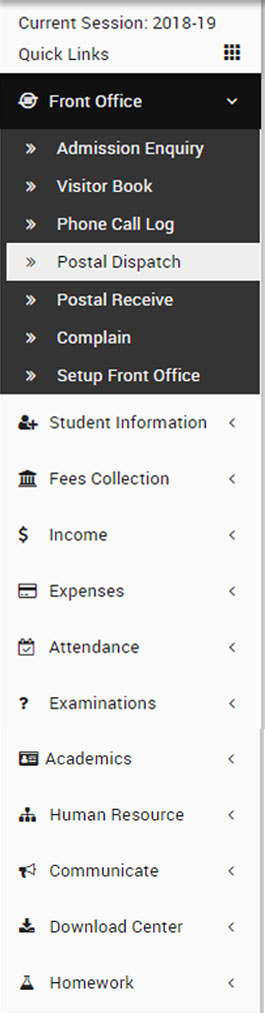 Current Session: 2018-19
Quick Links
Front Office
Admission Enquiry
Visitor Book
Phone Call Log
Postal Dispatch
Postal Receive
Complain
Setup Front Office
Student Information
Fees Collection
Income
Expenses
Attendance
Examinations
Academics
Human Resource
Communicate
Download Center
Homework